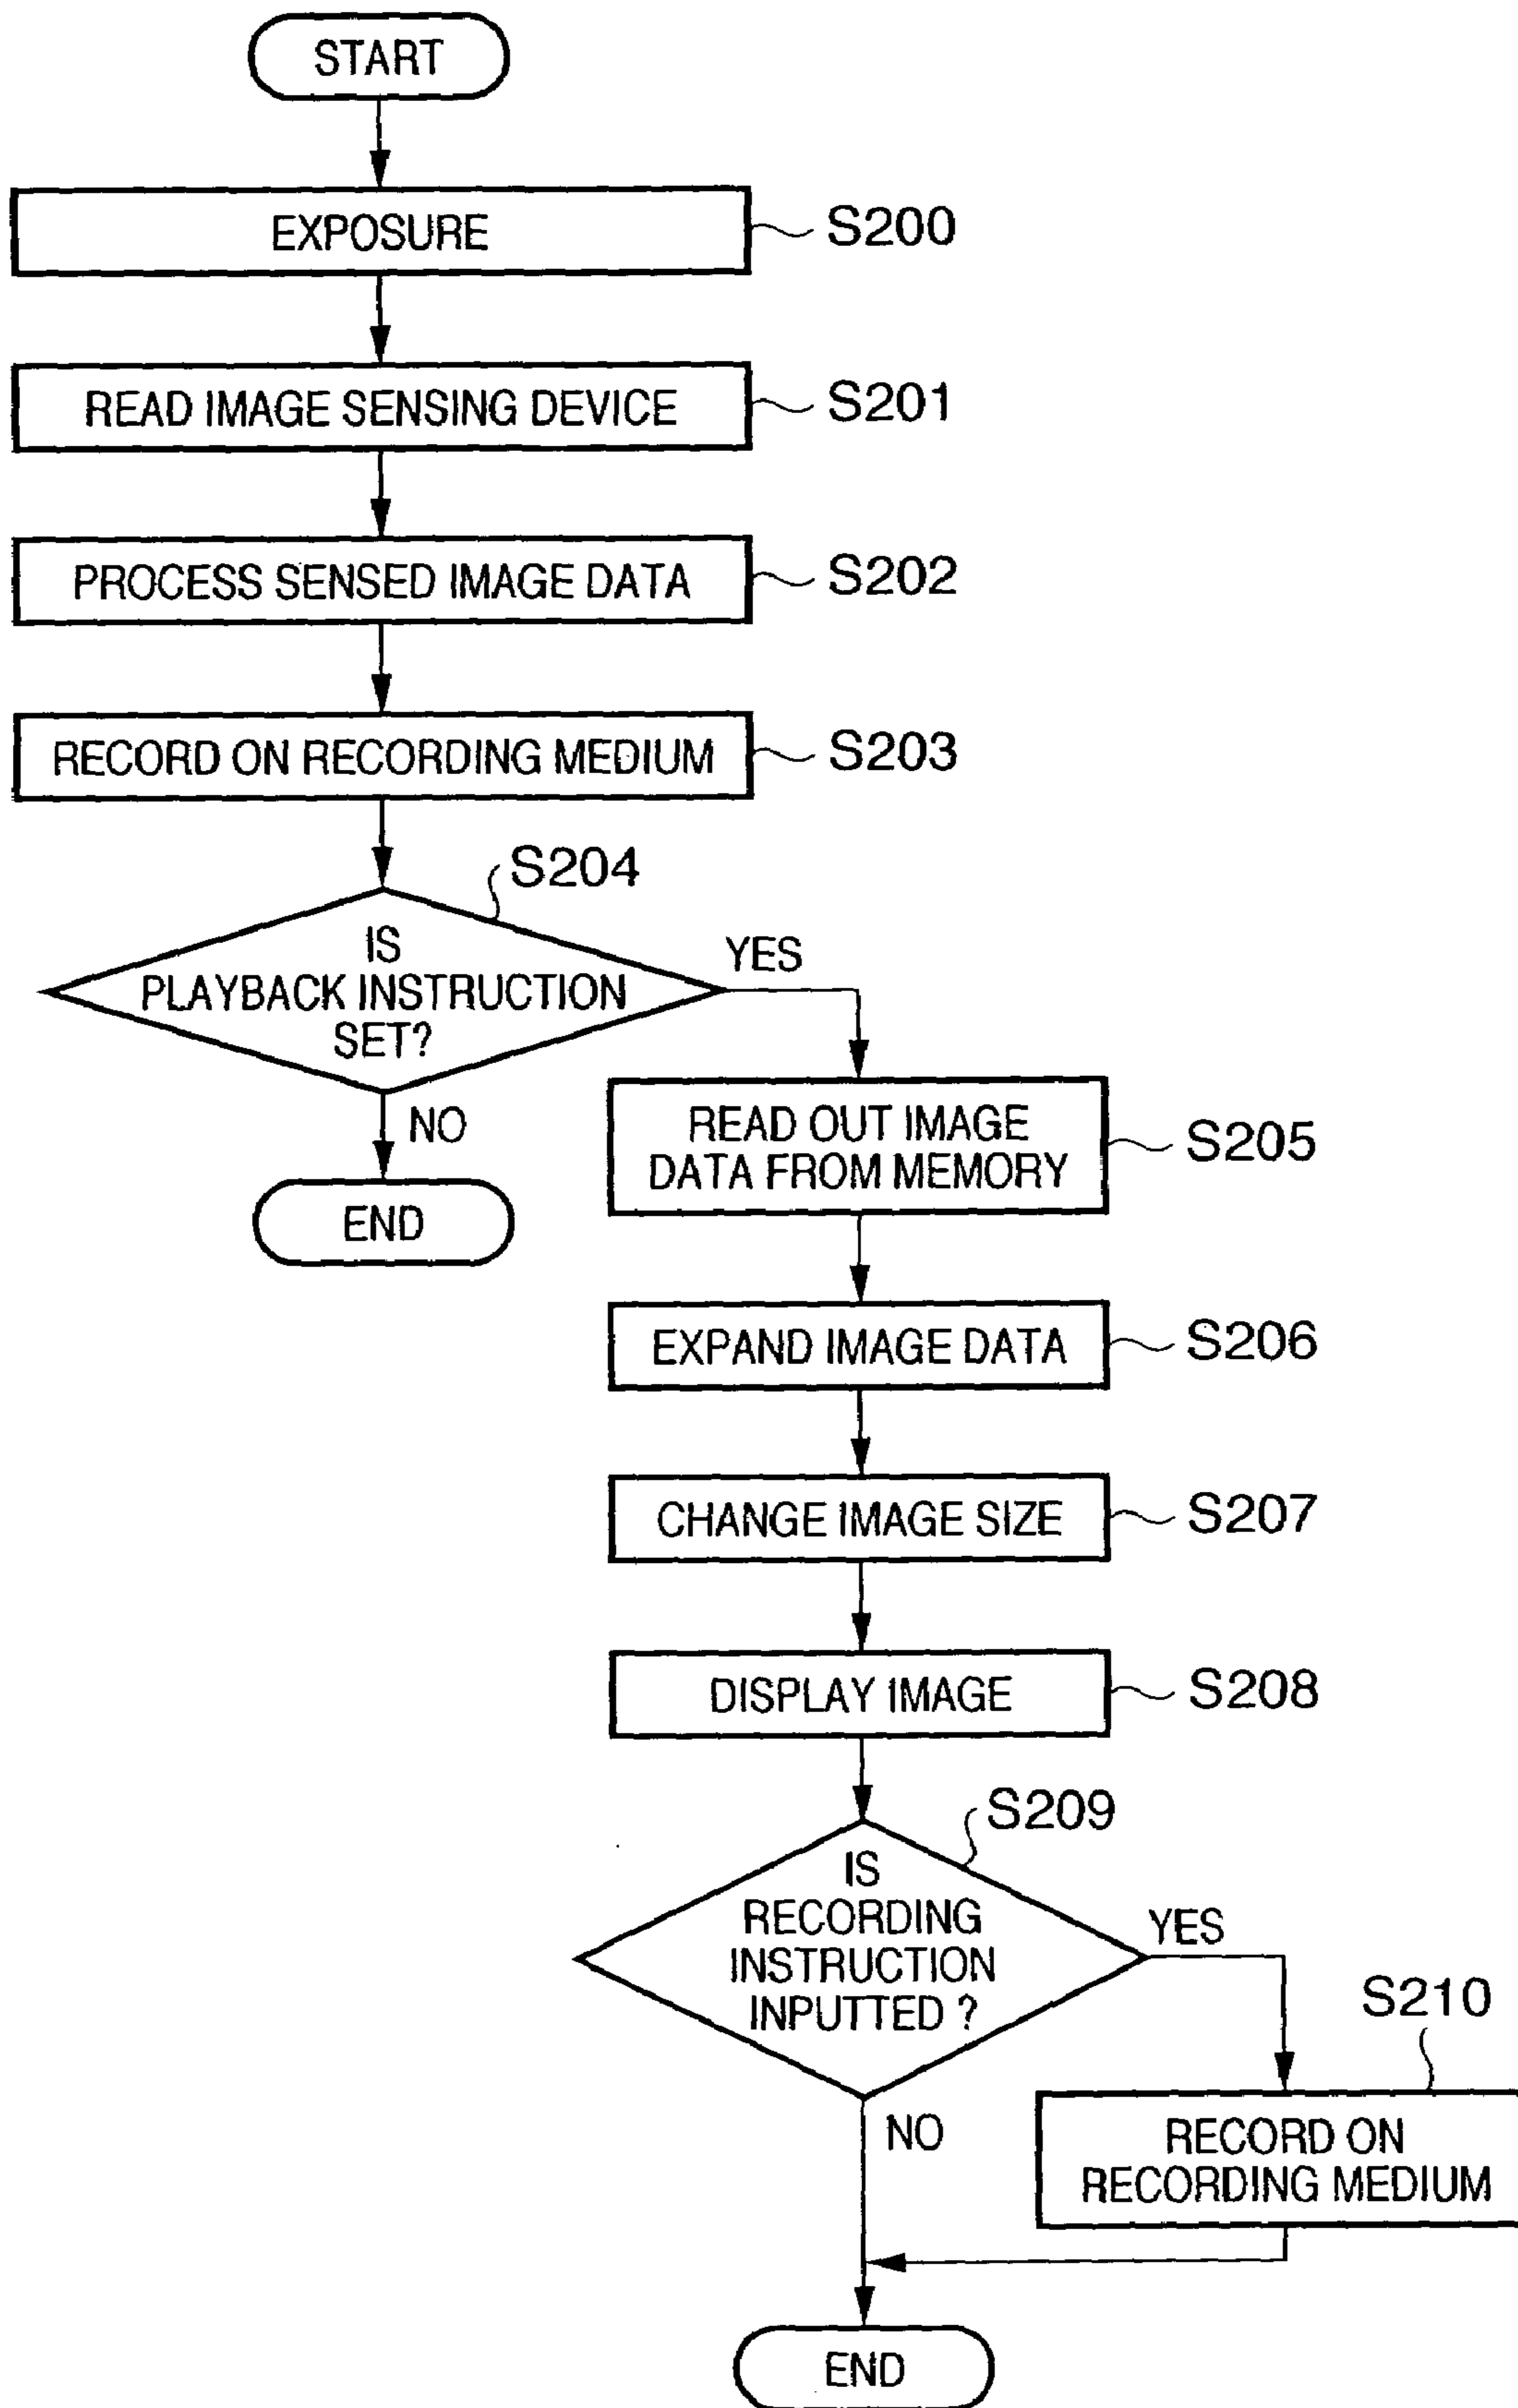 START
EXPOSURE
S200
READ IMAGE SENSING DEVICE
S201
PROCESS SENSED IMAGE DATA
S202
RECORD ON RECORDING MEDIUM
S203
S204
IS
PLAYBACK INSTRUCTION
SET?
YES
NO
END
READ OUT IMAGE
DATA FROM MEMORY
S205
EXPAND IMAGE DATA
S206
CHANGE IMAGE SIZE
S207
DISPLAY IMAGE
S208
S209
IS
RECORDING
INSTRUCTION
INPUTTED ?
YES
NO
S210
RECORD ON
RECORDING MEDIUM
END